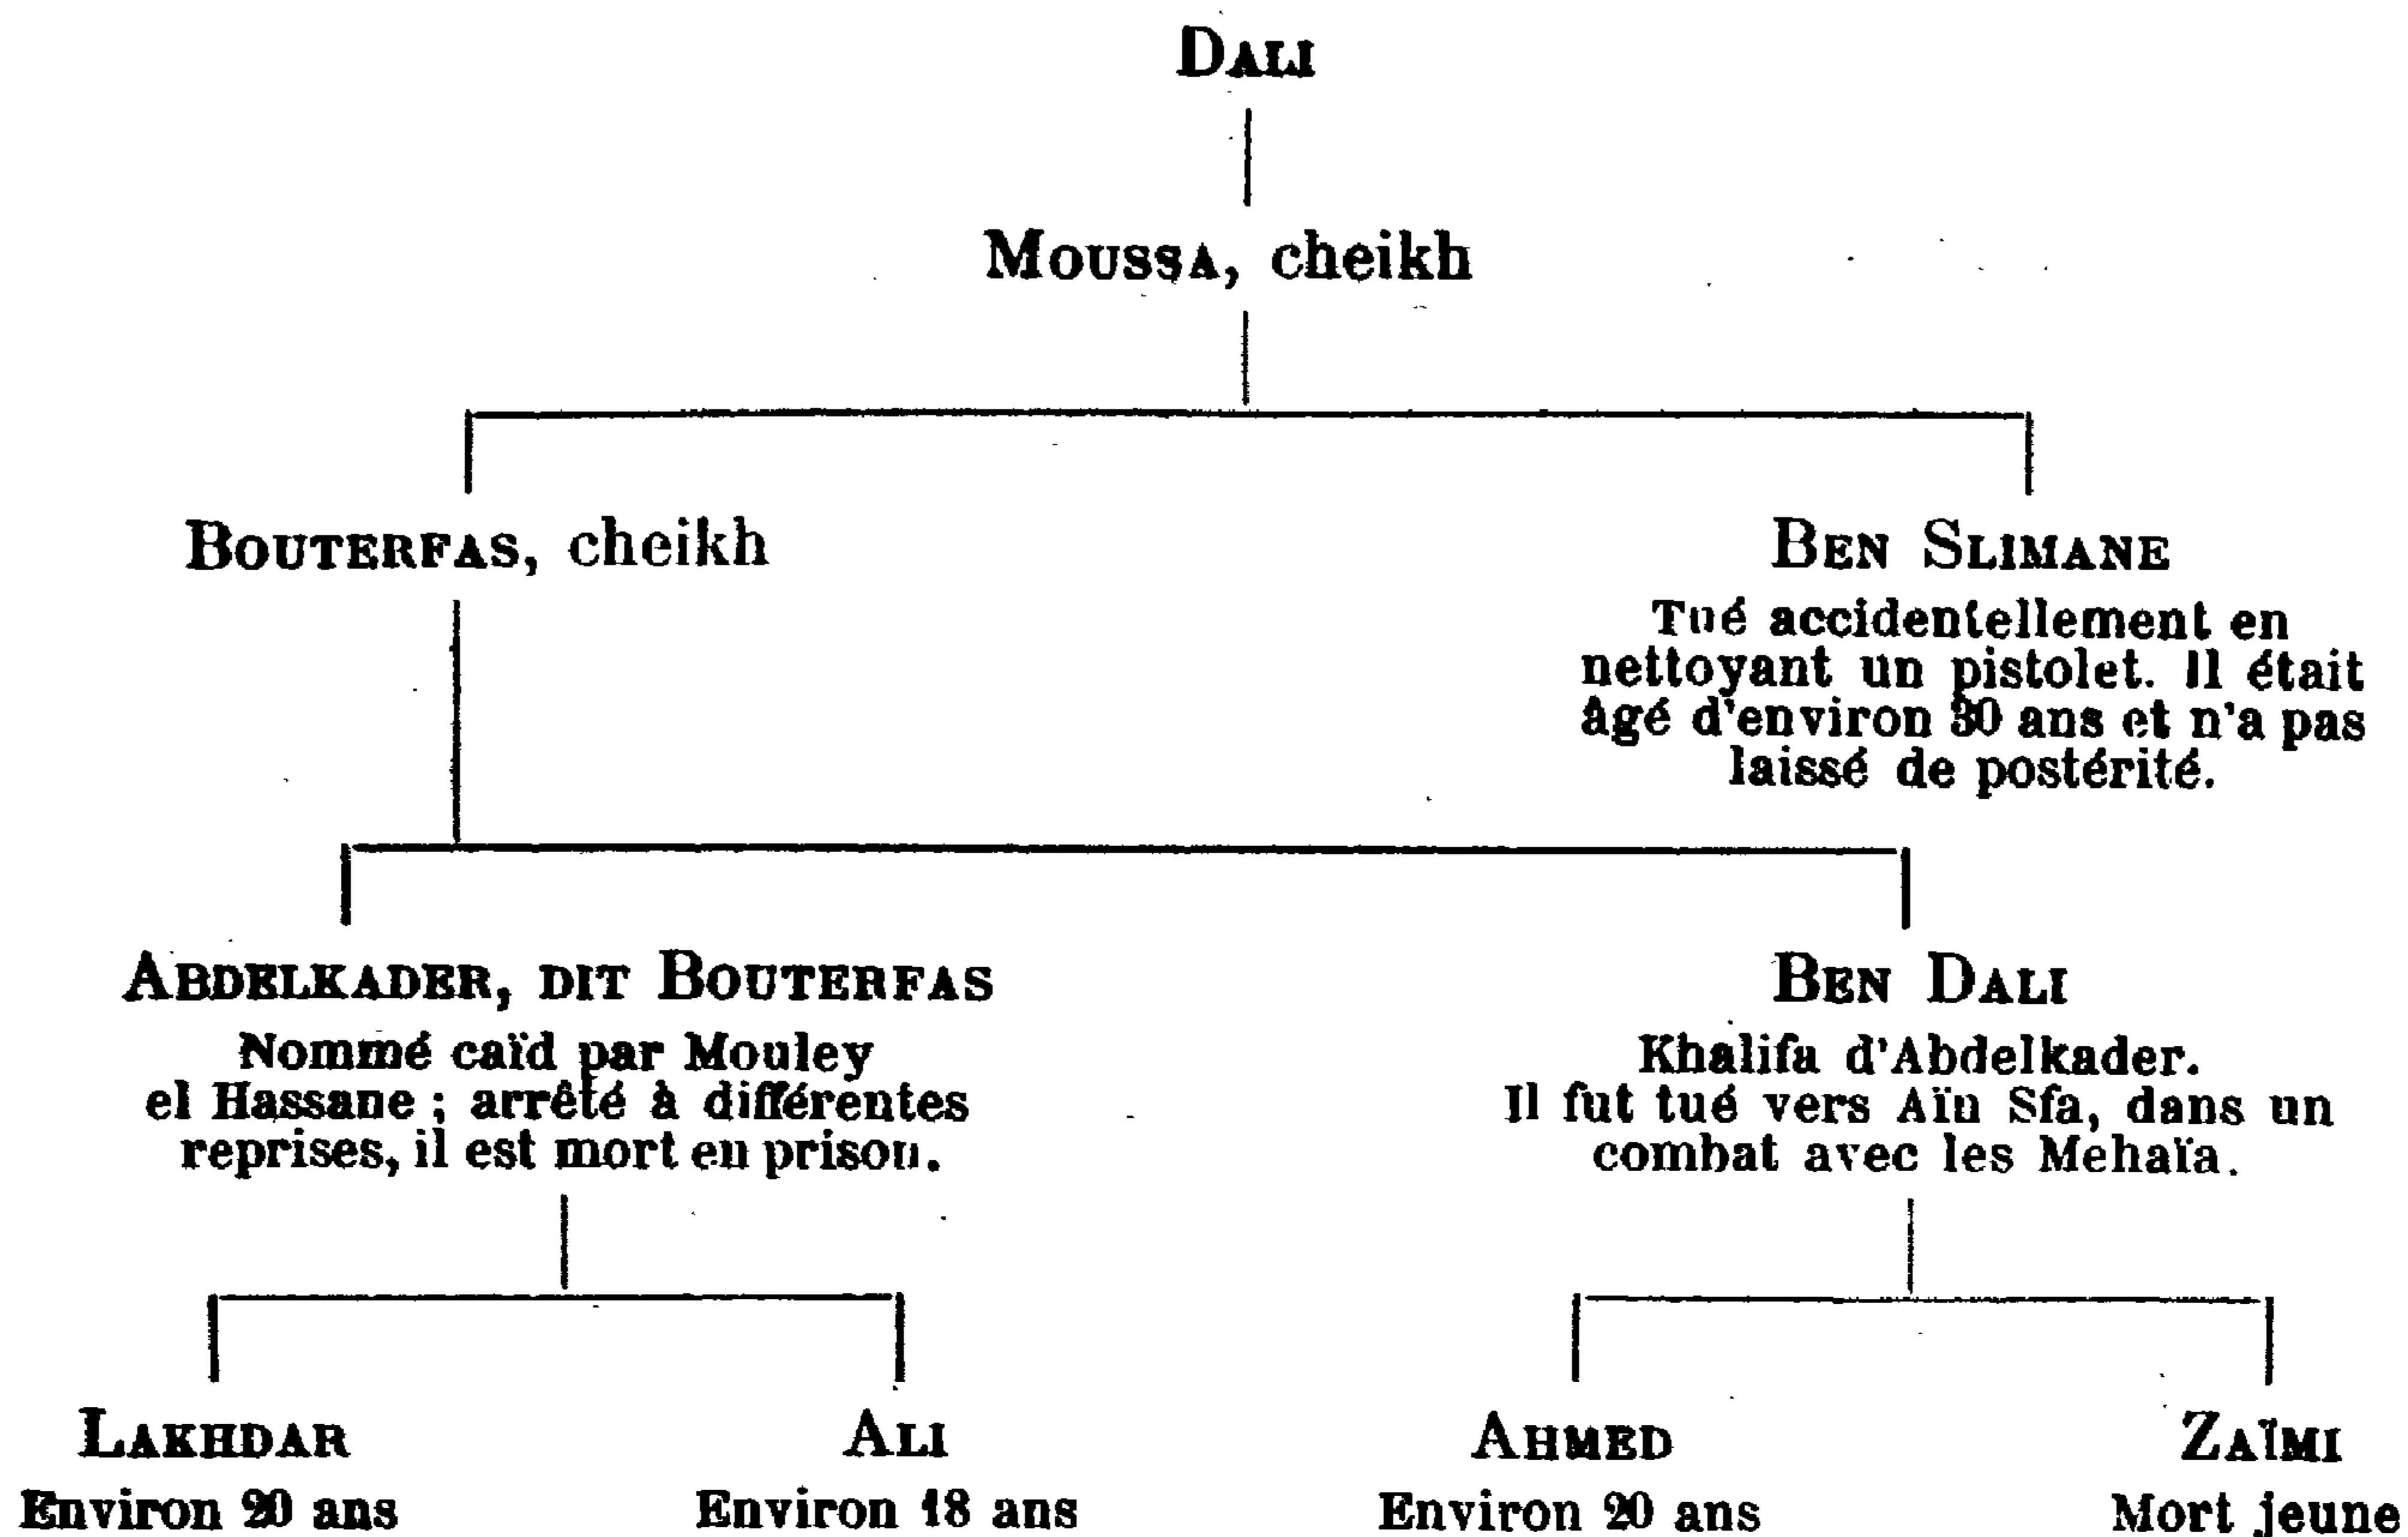 DALI
MOUSSA, cheikh
BOUTERFAS, cheikh
BEN SLIMANE
Tué accidentellement en
nettoyant un pistolet. Il était
âgé d'environ 30 ans et n'a pas
laissé de postérité.
ABDELKADER, DIT BOUTERFAS
Nommé caïd par Mouley
el Hassane ; arrêté à différentes
reprises, il est mort en prison.
BEN DALI
Khalifa d'Abdelkader.
Il fut tué vers Aïn Sfa, dans un
combat avec les Mehaïa.
LAKHDAR
Environ 20 ans
ALI
Environ 18 ans
AHMED
Environ 20 ans
ZAÏMI
Mort jeune